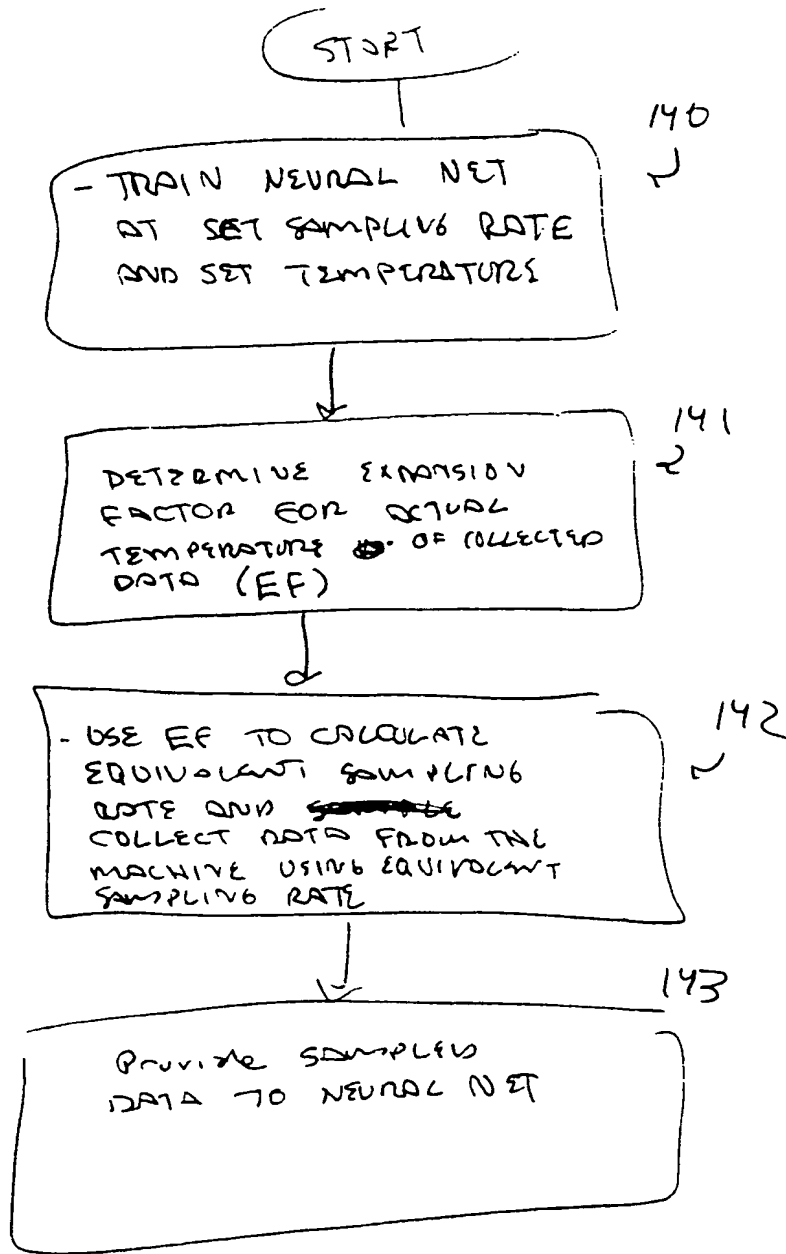 START
140
- TRAIN NEURAL NET
AT SET SAMPLING RATE
AND SET TEMPERATURE
141
DETERMINE EXPANSION
FACTOR FOR ACTUAL
TEMPERATURE OF COLLECTED
DATA (EF)
142
- USE EF TO CALCULATE
EQUIVALENT SAMPLING
RATE AND
COLLECT DATA FROM THE
MACHINE USING EQUIVALENT
SAMPLING RATE
143
Provide SAMPLED
DATA TO NEURAL NET